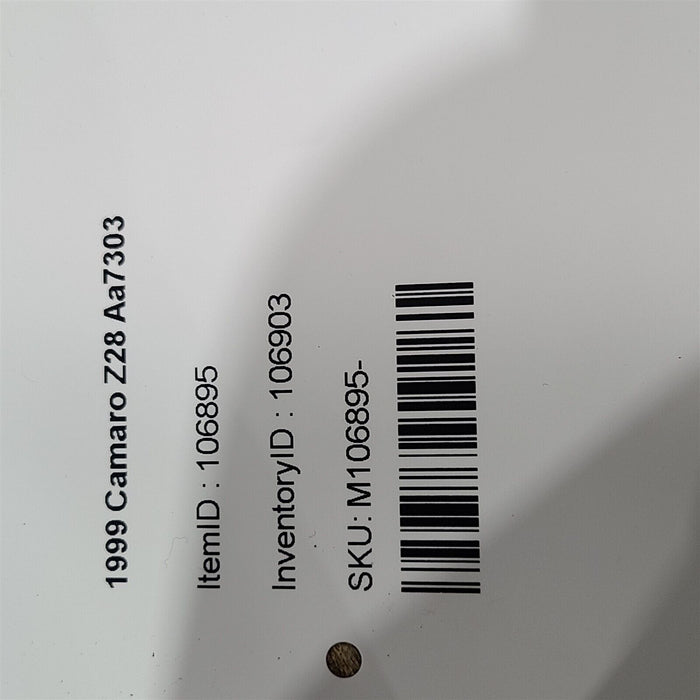 1999 Camaro Z28 Aa7303
ItemID : 106895
InventoryID : 106903
SKU: M106895-